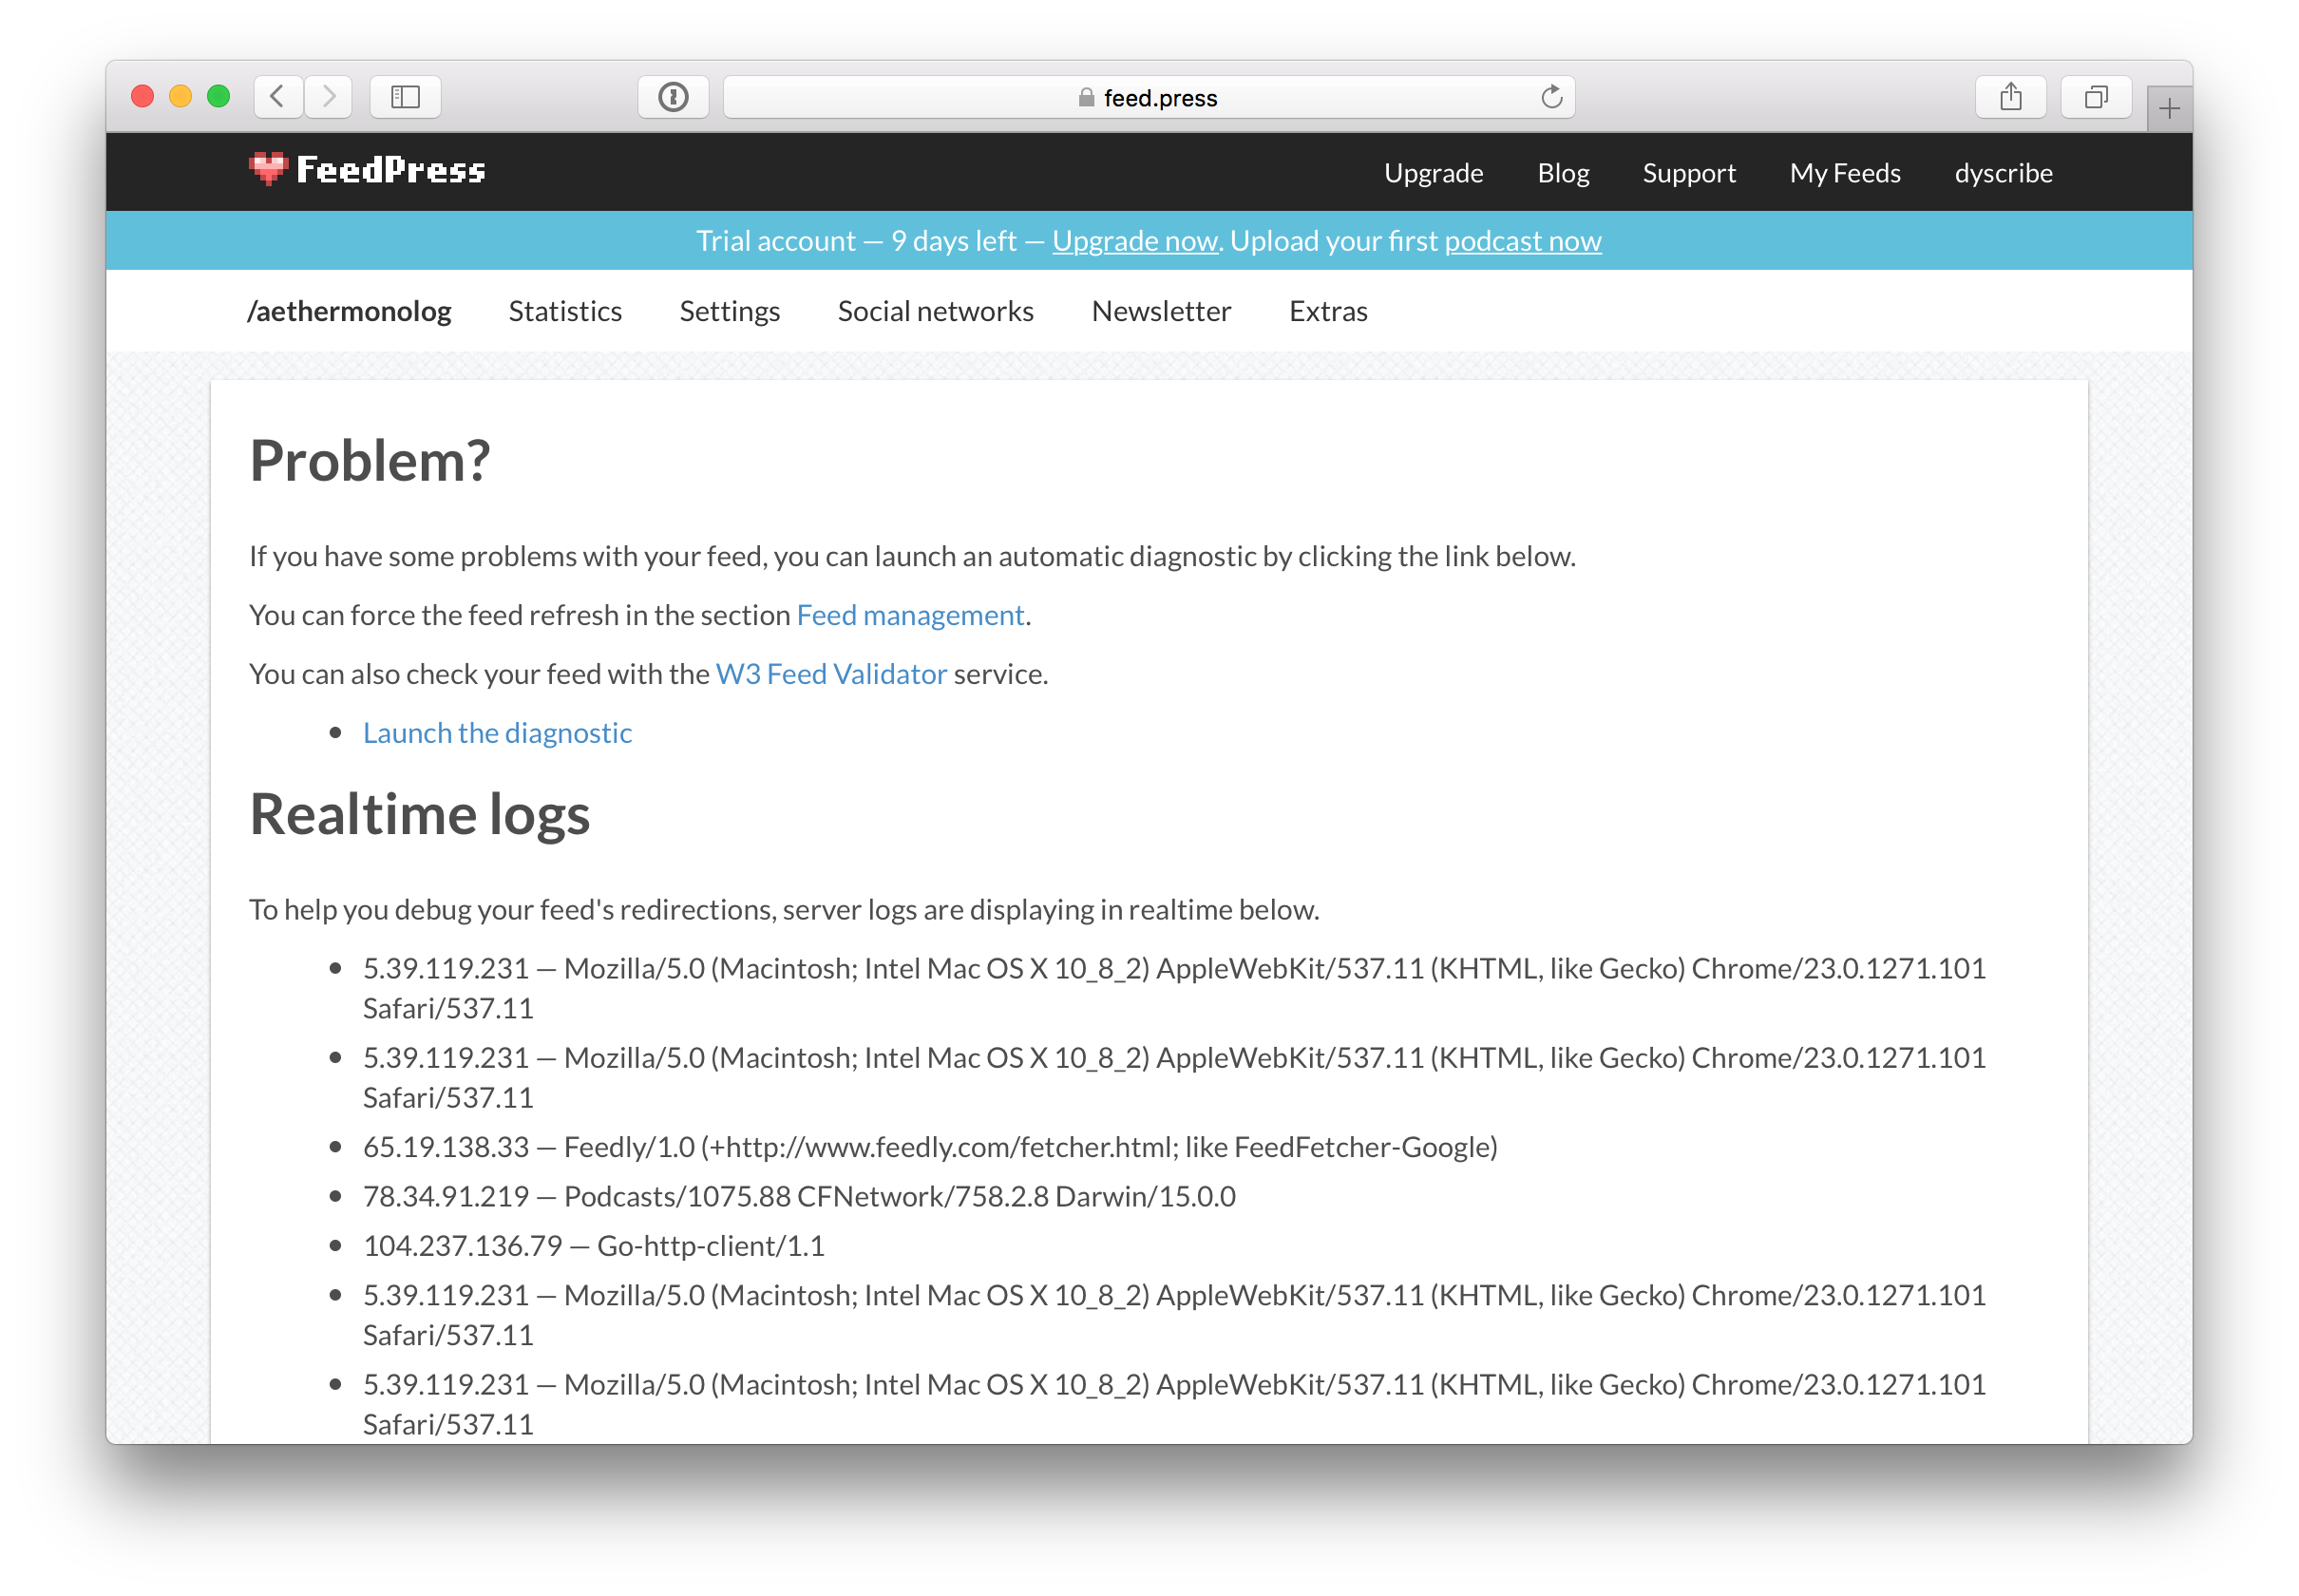 feed.press
FeedPress
Upgrade Blog Support My Feeds dyscribe
Trial account — 9 days left — Upgrade now. Upload your first podcast now
/aethermonolog Statistics Settings Social networks Newsletter Extras
Problem?
If you have some problems with your feed, you can launch an automatic diagnostic by clicking the link below.
You can force the feed refresh in the section Feed management.
You can also check your feed with the W3 Feed Validator service.
• Launch the diagnostic
Realtime logs
To help you debug your feed's redirections, server logs are displaying in realtime below.
• 5.39.119.231 — Mozilla/5.0 (Macintosh; Intel Mac OS X 10_8_2) AppleWebKit/537.11 (KHTML, like Gecko) Chrome/23.0.1271.101
Safari/537.11
• 5.39.119.231 — Mozilla/5.0 (Macintosh; Intel Mac OS X 10_8_2) AppleWebKit/537.11 (KHTML, like Gecko) Chrome/23.0.1271.101
Safari/537.11
• 65.19.138.33 — Feedly/1.0 (+http://www.feedly.com/fetcher.html; like FeedFetcher-Google)
• 78.34.91.219 — Podcasts/1075.88 CFNetwork/758.2.8 Darwin/15.0.0
• 104.237.136.79 — Go-http-client/1.1
• 5.39.119.231 — Mozilla/5.0 (Macintosh; Intel Mac OS X 10_8_2) AppleWebKit/537.11 (KHTML, like Gecko) Chrome/23.0.1271.101
Safari/537.11
• 5.39.119.231 — Mozilla/5.0 (Macintosh; Intel Mac OS X 10_8_2) AppleWebKit/537.11 (KHTML, like Gecko) Chrome/23.0.1271.101
Safari/537.11